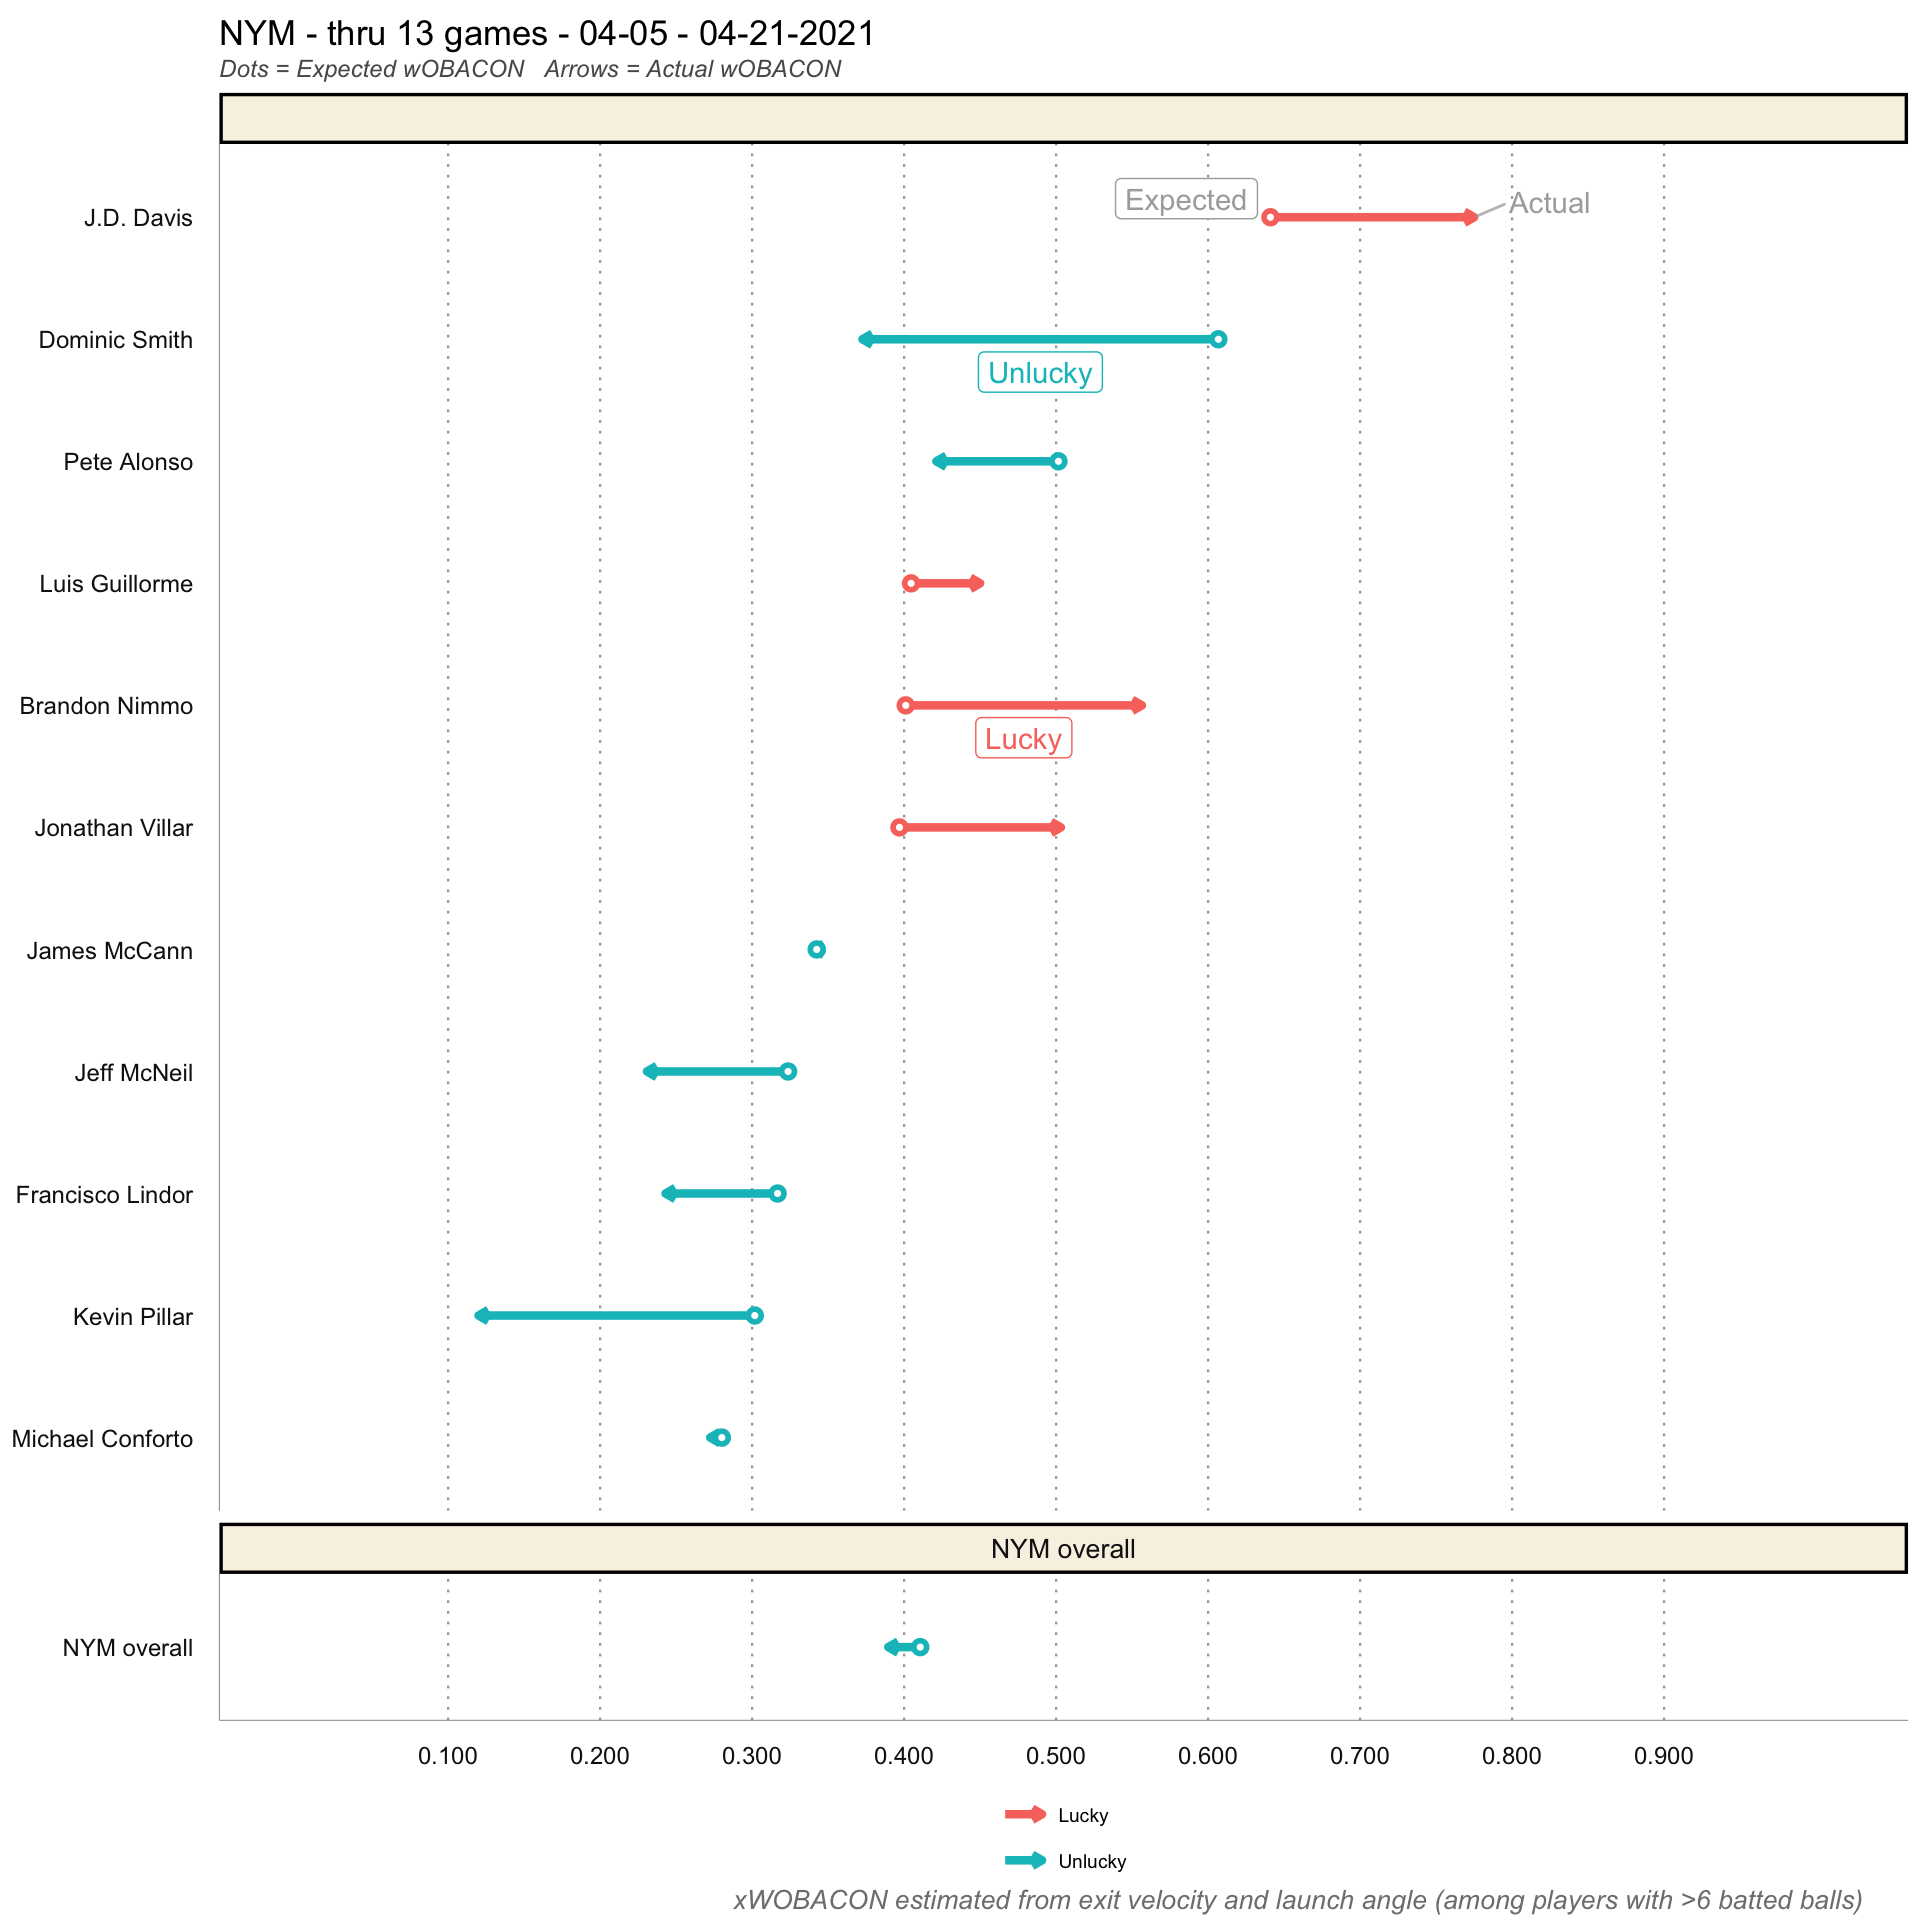 NYM - thru 13 games - 04-05 - 04-21-2021
Dots = Expected wOBACON   Arrows = Actual wOBACON
J.D. Davis
Expected
Actual
Dominic Smith
Unlucky
Pete Alonso
Luis Guillorme
Brandon Nimmo
Lucky
Jonathan Villar
James McCann
Jeff McNeil
Francisco Lindor
Kevin Pillar
Michael Conforto
NYM overall
NYM overall
0.100 0.200 0.300 0.400 0.500 0.600 0.700 0.800 0.900
Lucky
Unlucky
xWOBACON estimated from exit velocity and launch angle (among players with >6 batted balls)